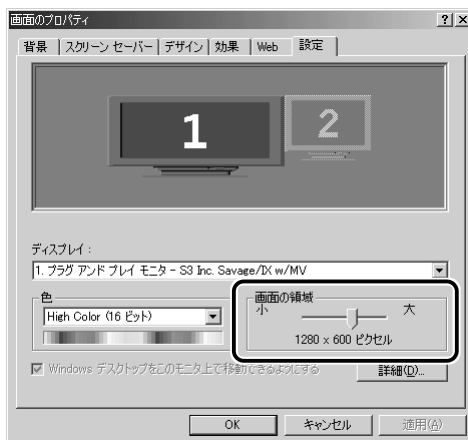 画面のプロパティ
背景 スクリーン セーバー デザイン 効果 Web 設定
1 2
ディスプレイ :
1. プラグ アンド プレイ モニタ - S3 Inc. Savage/IX w/MV
色
High Color (16 ビット)
画面の領域
小 大
1280 x 600 ピクセル
Windows デスクトップをこのモニタ上で移動できるようにする
詳細(D)...
OK キャンセル 適用(A)